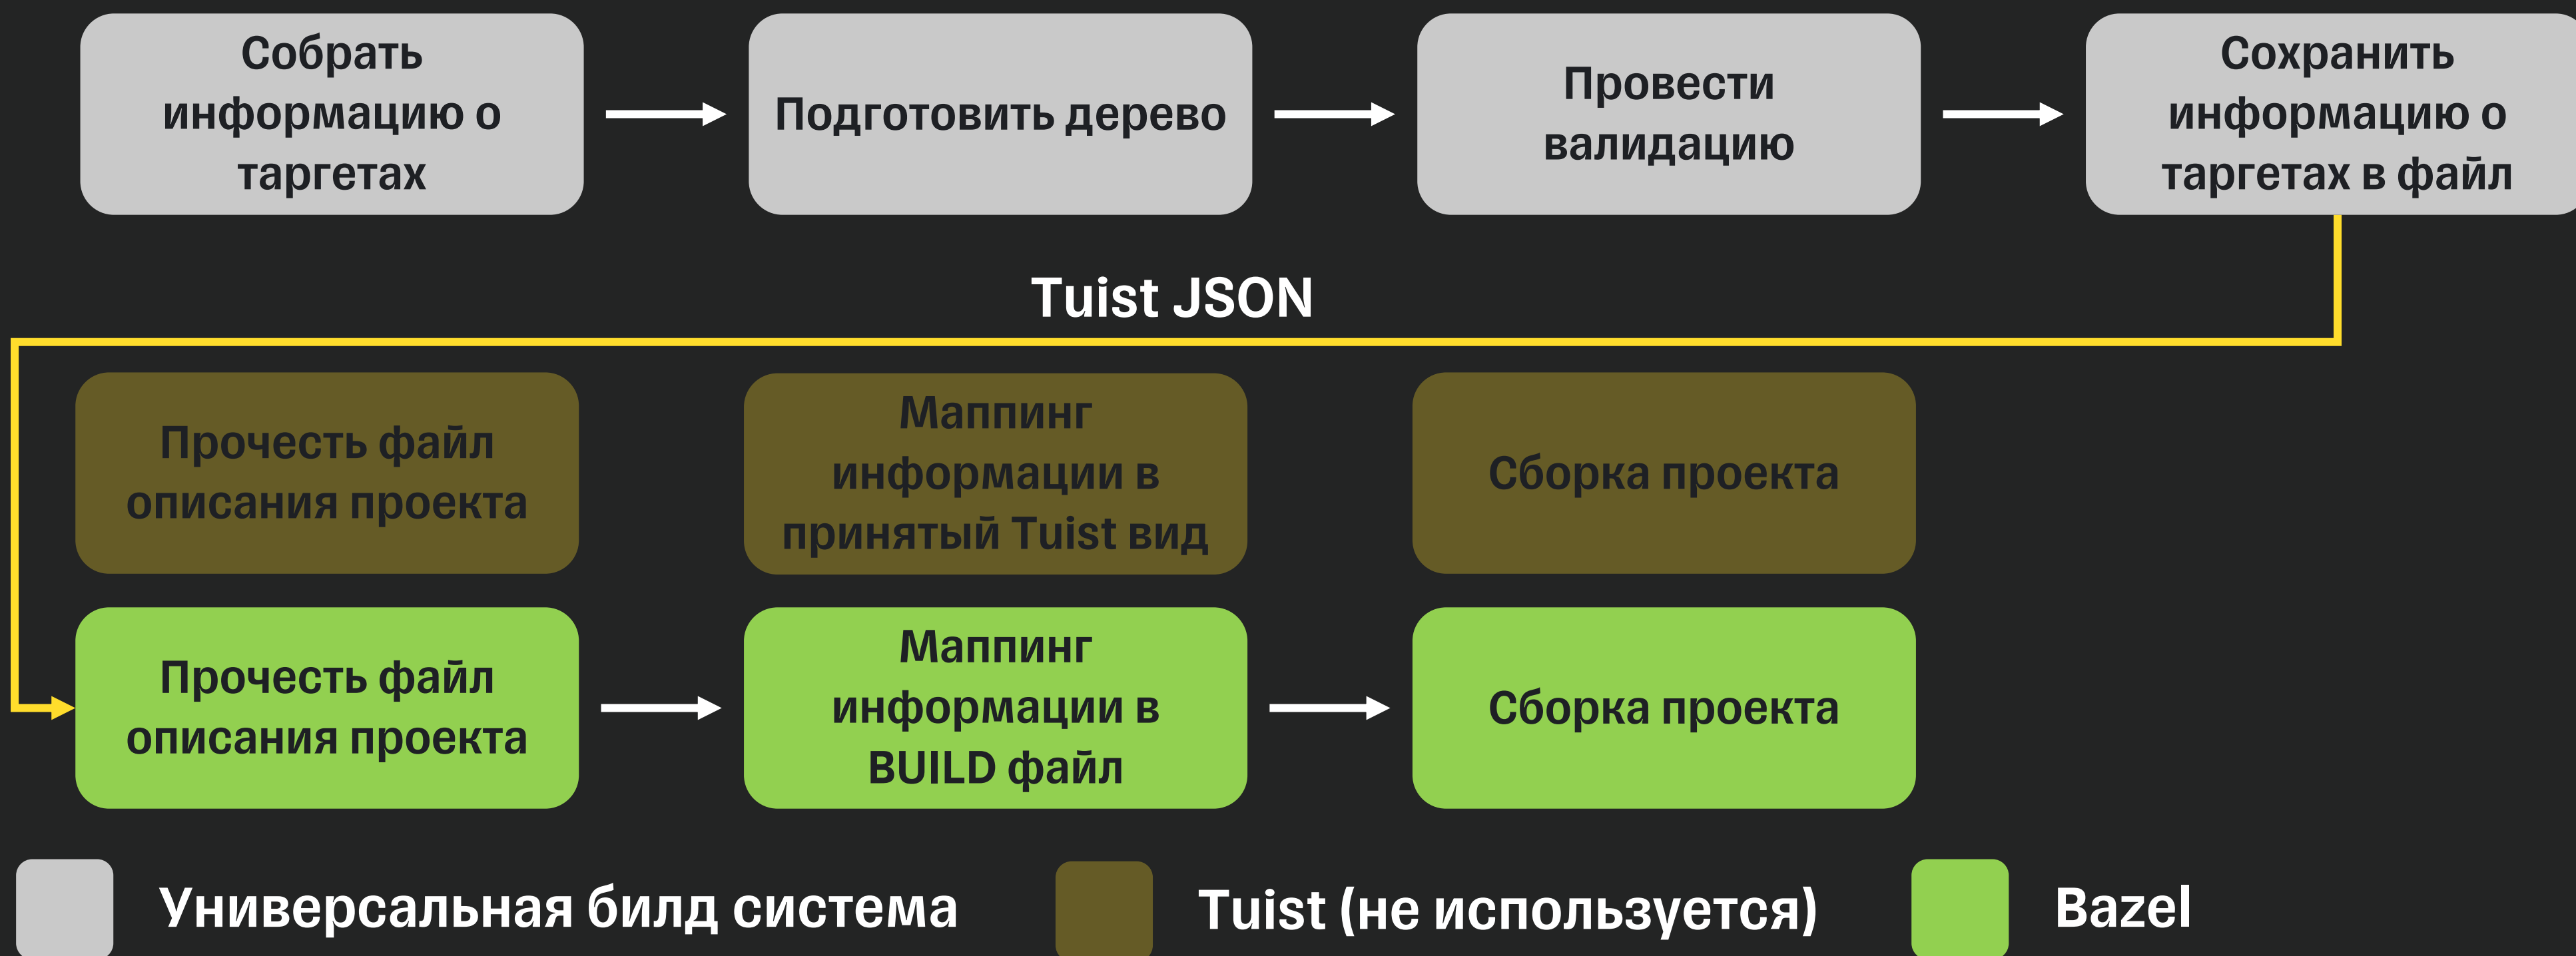 Собрать
информацию о
таргетах
Подготовить дерево
Провести
валидацию
Сохранить
информацию о
таргетах в файл
Tuist JSON
Прочесть файл
описания проекта
Маппинг
информации в
принятый Tuist вид
Сборка проекта
Прочесть файл
описания проекта
Маппинг
информации в
BUILD файл
Сборка проекта
Универсальная билд система
Tuist (не используется)
Bazel